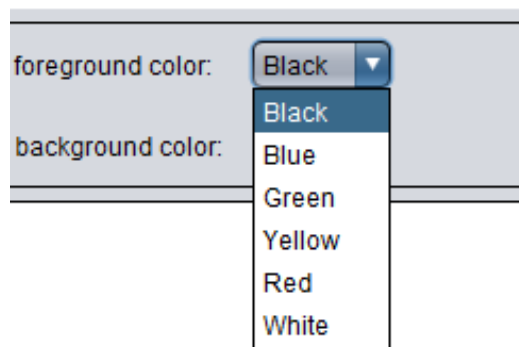 foreground color: Black
Black
background color:
Blue
Green
Yellow
Red
White